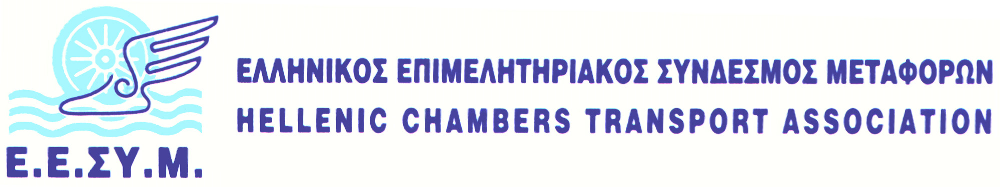 ΕΛΛΗΝΙΚΟΣ ΕΠΙΜΕΛΗΤΗΡΙΑΚΟΣ ΣΥΝΔΕΣΜΟΣ ΜΕΤΑΦΟΡΩΝ
HELLENIC CHAMBERS TRANSPORT ASSOCIATION
Ε.Ε.ΣΥ.Μ.